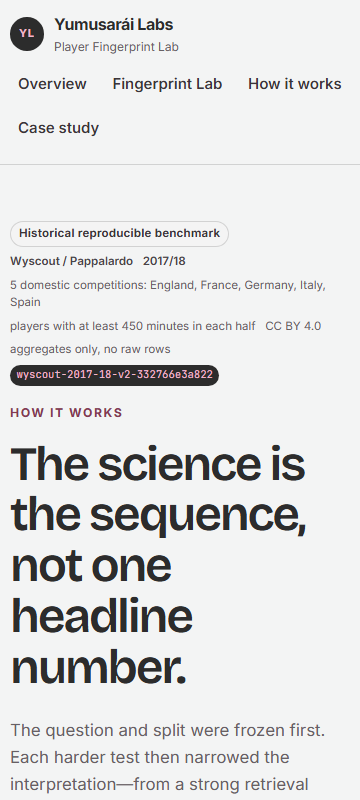 YL
Yumusarái Labs
Player Fingerprint Lab
Overview Fingerprint Lab How it works
Case study
Historical reproducible benchmark
Wyscout / Pappalardo 2017/18
5 domestic competitions: England, France, Germany, Italy,
Spain
players with at least 450 minutes in each half CC BY 4.0
aggregates only, no raw rows
wyscout-2017-18-v2-332766e3a822
HOW IT WORKS
The science is
the sequence,
not one
headline
number.
The question and split were frozen first.
Each harder test then narrowed the
interpretation—from a strong retrieval